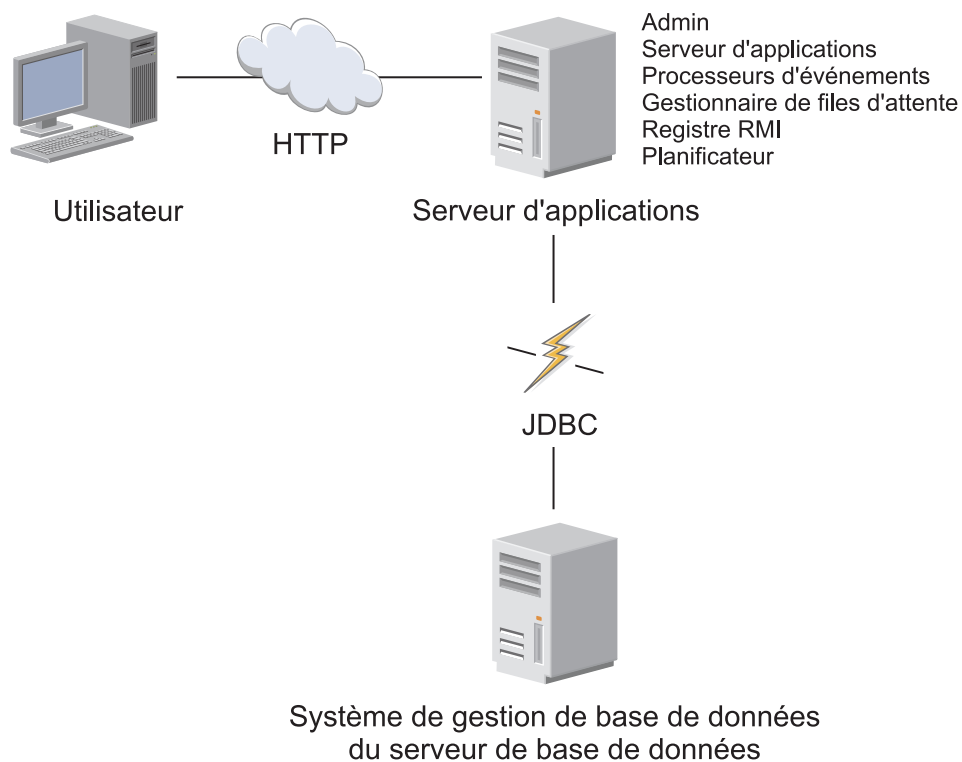 Admin
Serveur d'applications
Processeurs d'événements
Gestionnaire de files d'attente
Registre RMI
Planificateur
HTTP
Utilisateur
Serveur d'applications
JDBC
Système de gestion de base de données
du serveur de base de données